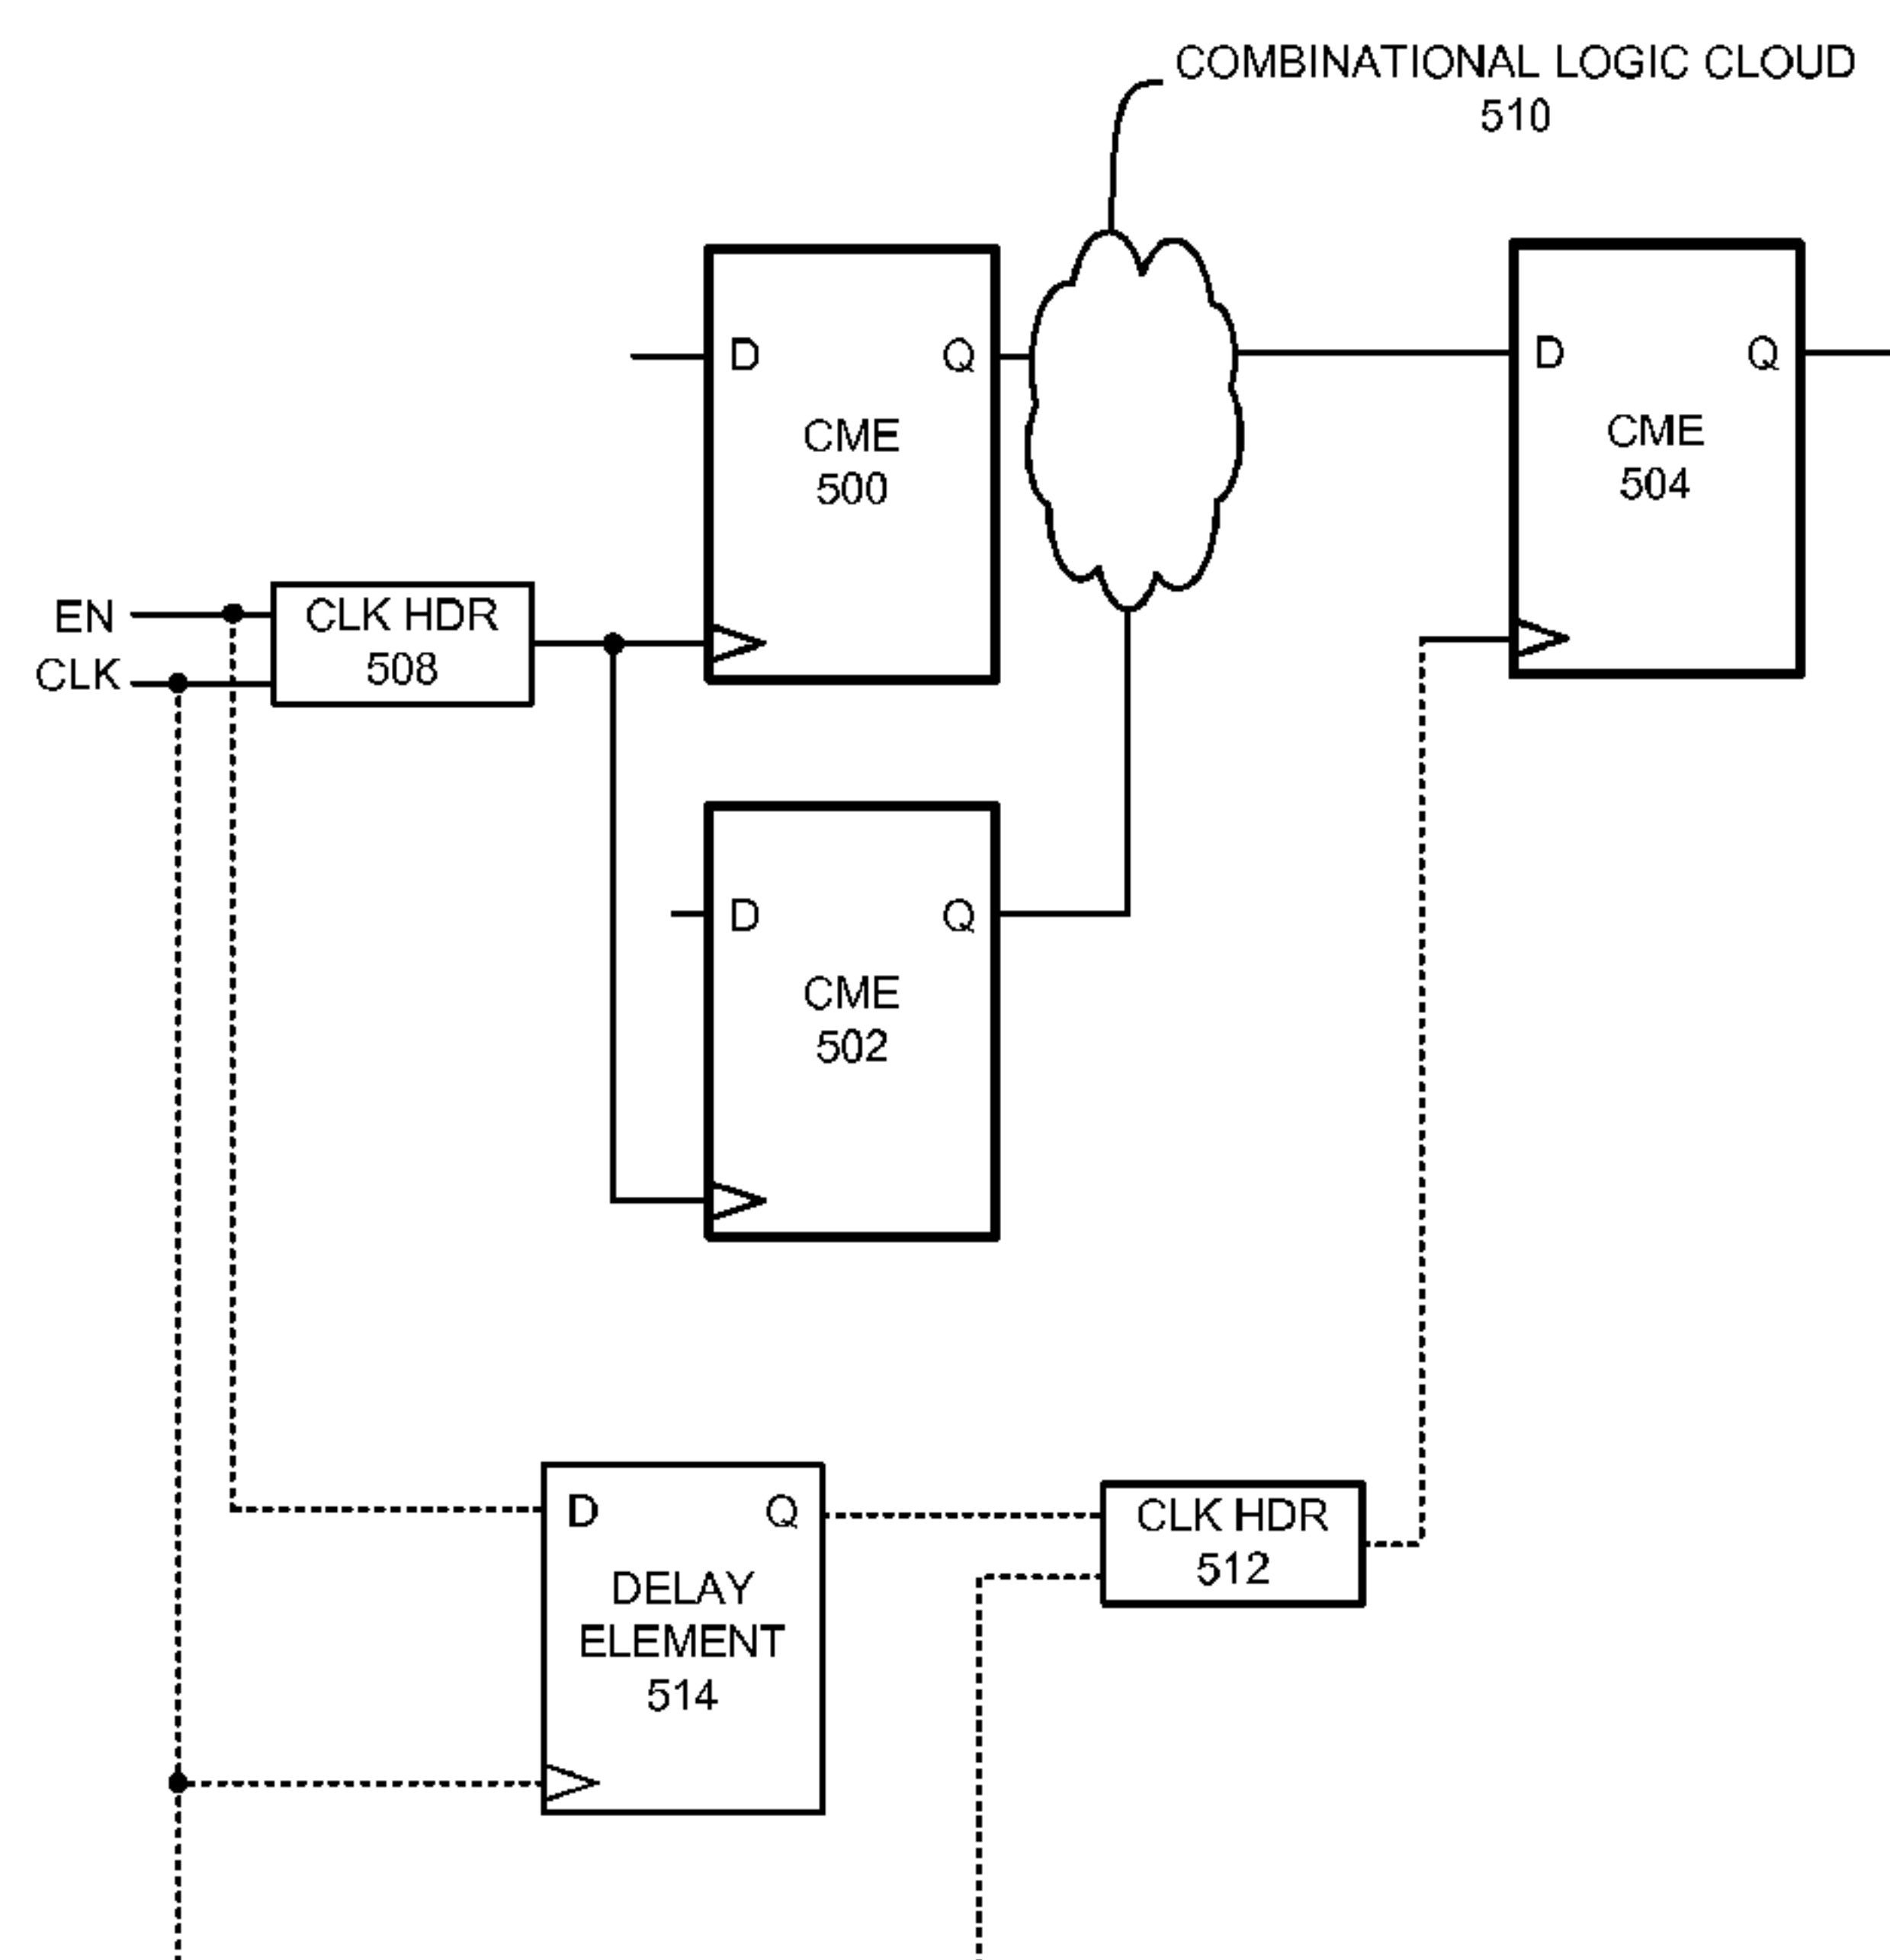 COMBINATIONAL LOGIC CLOUD
510
D Q
CME
500
D Q
CME
504
EN
CLK
CLK HDR
508
D Q
CME
502
D Q
DELAY
ELEMENT
514
CLK HDR
512